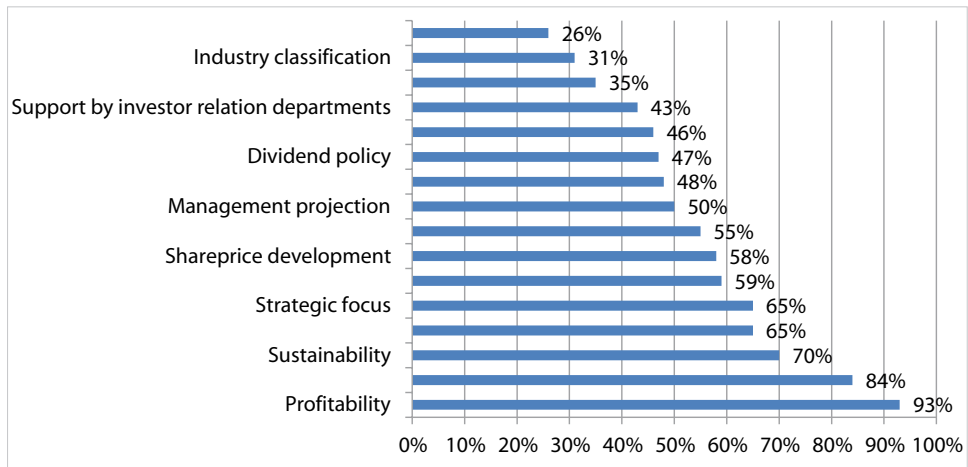 26%
Industry classification 31%
35%
Support by investor relation departments 43%
46%
Dividend policy 47%
48%
Management projection 50%
55%
Shareprice development 58%
59%
Strategic focus 65%
65%
Sustainability 70%
84%
Profitability 93%
0% 10% 20% 30% 40% 50% 60% 70% 80% 90% 100%